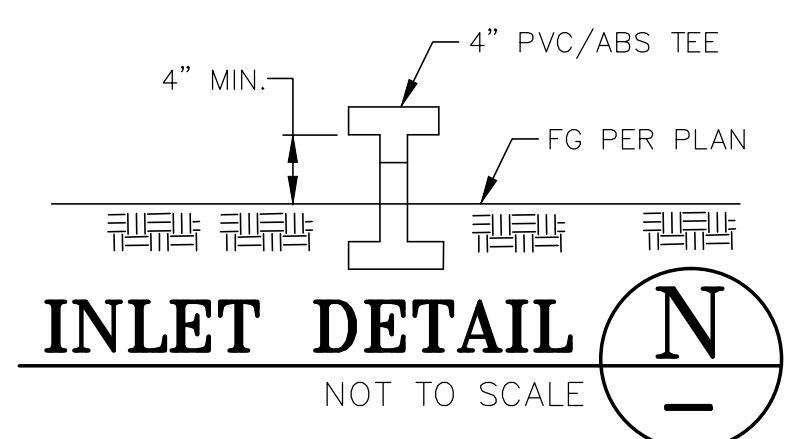 4” PVC/ABS TEE
4” MIN.
FG PER PLAN
INLET DETAIL
N
NOT TO SCALE
–